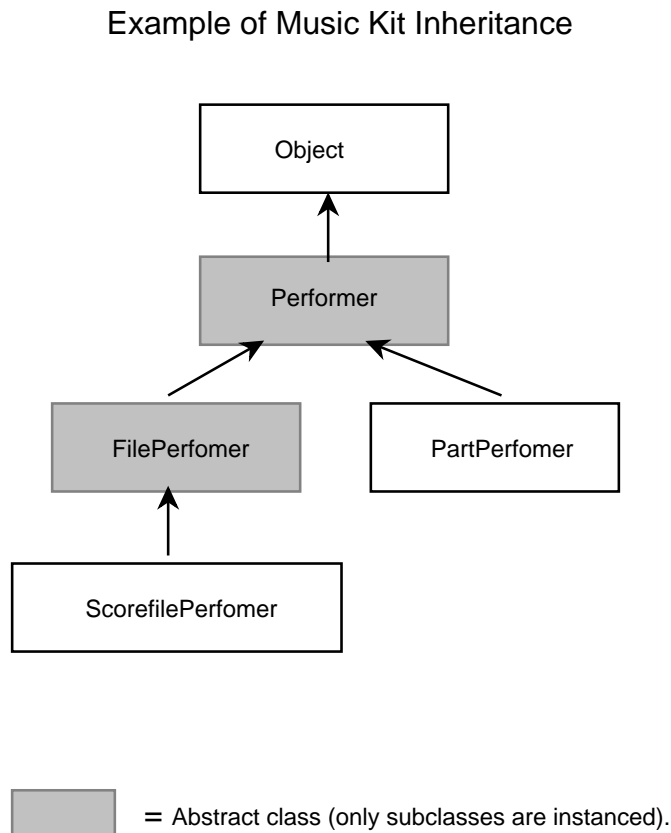 Example of Music Kit Inheritance
Object
Performer
FilePerfomer
PartPerfomer
ScorefilePerfomer
= Abstract class (only subclasses are instanced).